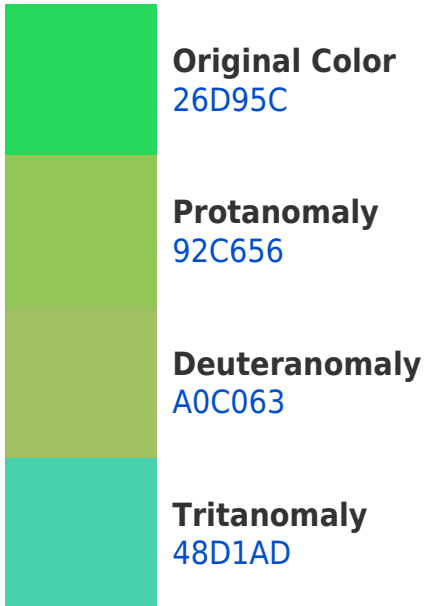 Original Color
26D95C
Protanomaly
92C656
Deuteranomaly
A0C063
Tritanomaly
48D1AD